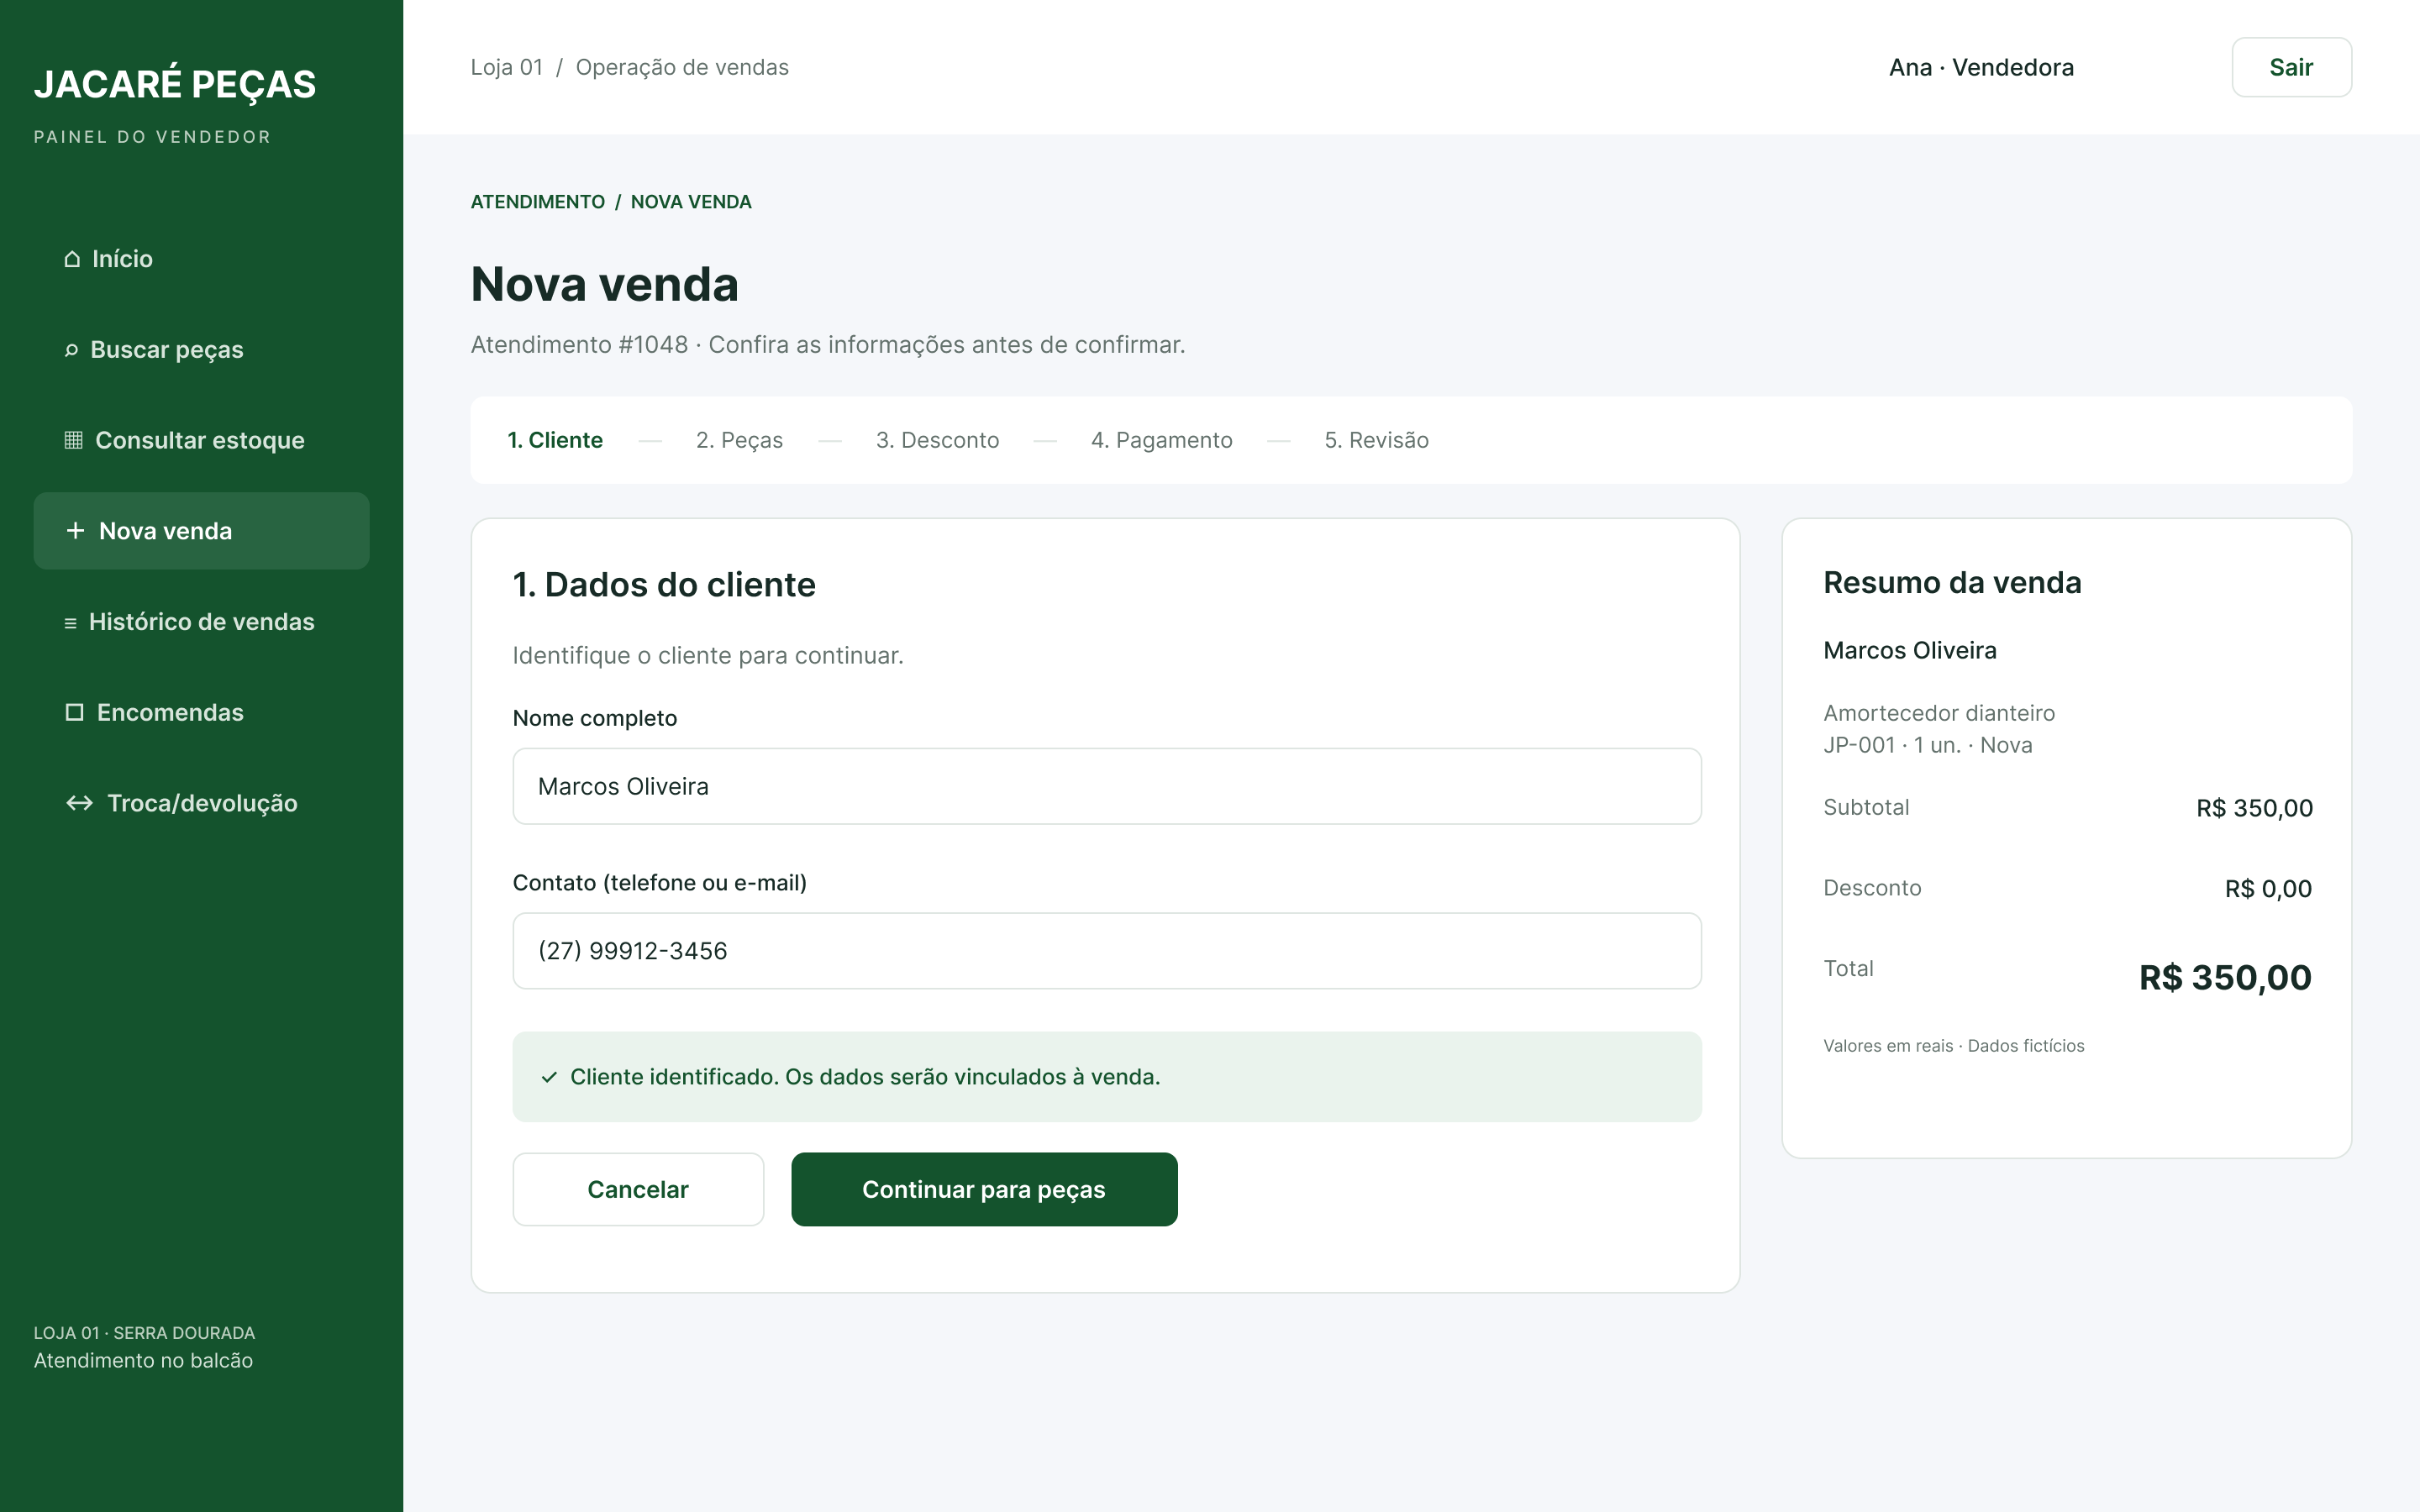 JACARÉ PEÇAS
PAINEL DO VENDEDOR
Início
Buscar peças
Consultar estoque
+ Nova venda
Histórico de vendas
Encomendas
Troca/devolução
LOJA 01 · SERRA DOURADA
Atendimento no balcão
Loja 01 / Operação de vendas
Ana · Vendedora
Sair
ATENDIMENTO / NOVA VENDA
Nova venda
Atendimento #1048 · Confira as informações antes de confirmar.
1. Cliente — 2. Peças — 3. Desconto — 4. Pagamento — 5. Revisão
1. Dados do cliente
Identifique o cliente para continuar.
Nome completo
Marcos Oliveira
Contato (telefone ou e-mail)
(27) 99912-3456
✓ Cliente identificado. Os dados serão vinculados à venda.
Cancelar
Continuar para peças
Resumo da venda
Marcos Oliveira
Amortecedor dianteiro
JP-001 · 1 un. · Nova
Subtotal R$ 350,00
Desconto R$ 0,00
Total R$ 350,00
Valores em reais · Dados fictícios